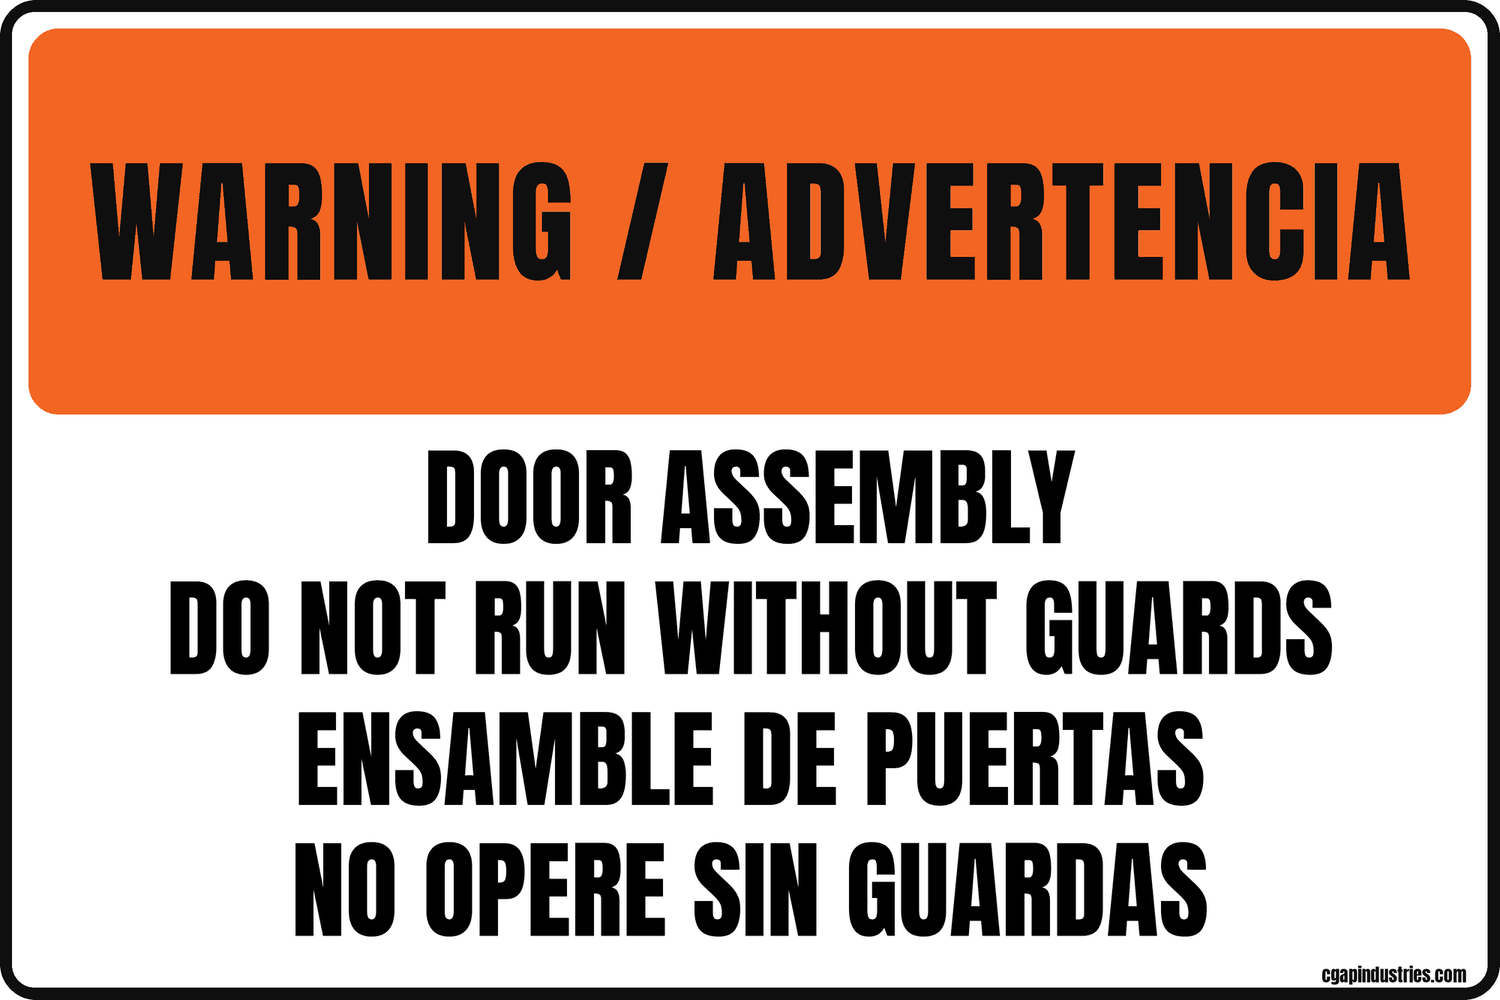 WARNING / ADVERTENCIA
DOOR ASSEMBLY
DO NOT RUN WITHOUT GUARDS
ENSAMBLE DE PUERTAS
NO OPERE SIN GUARDAS
cgapindustries.com